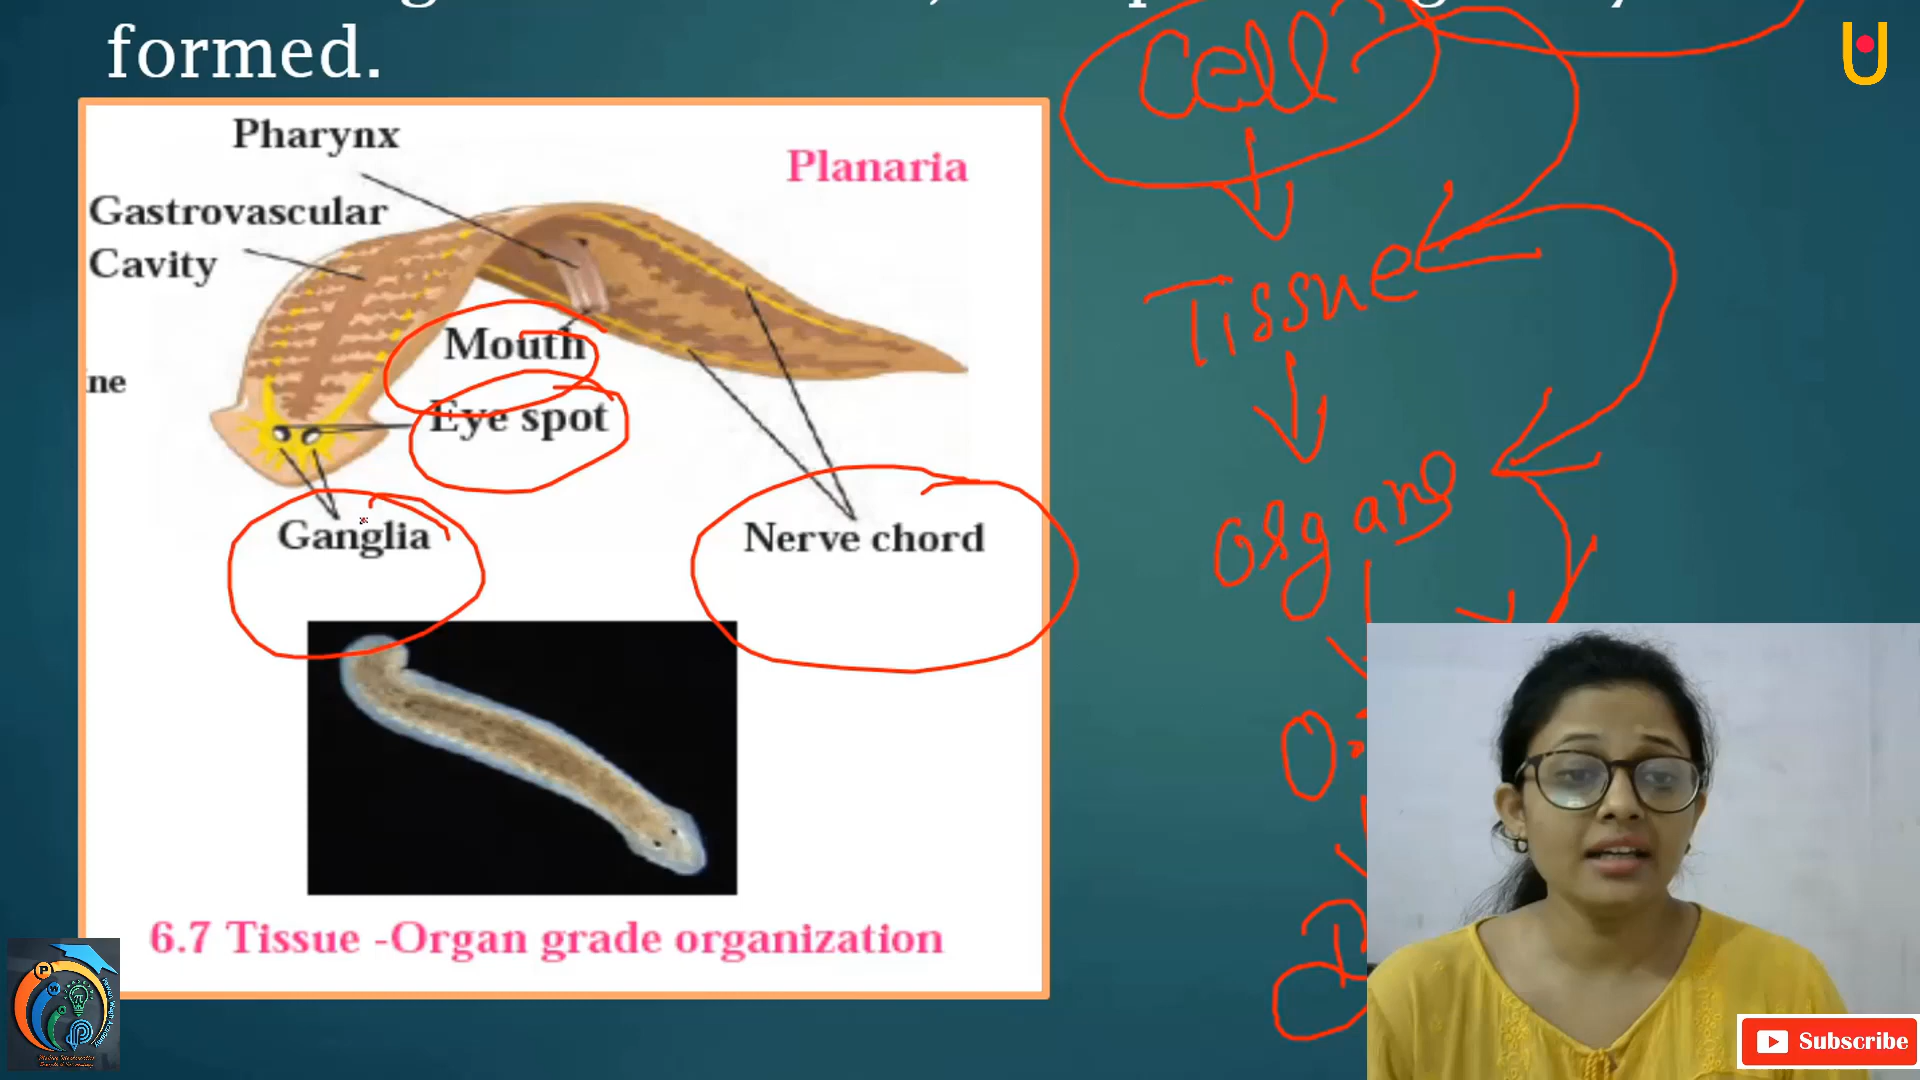 formed.
Pharynx
Planaria
Gastrovascular
Cavity
Mouth
ne
Eye spot
Ganglia
Nerve chord
6.7 Tissue -Organ grade organization
Cell
Tissue
Organs
Subscribe